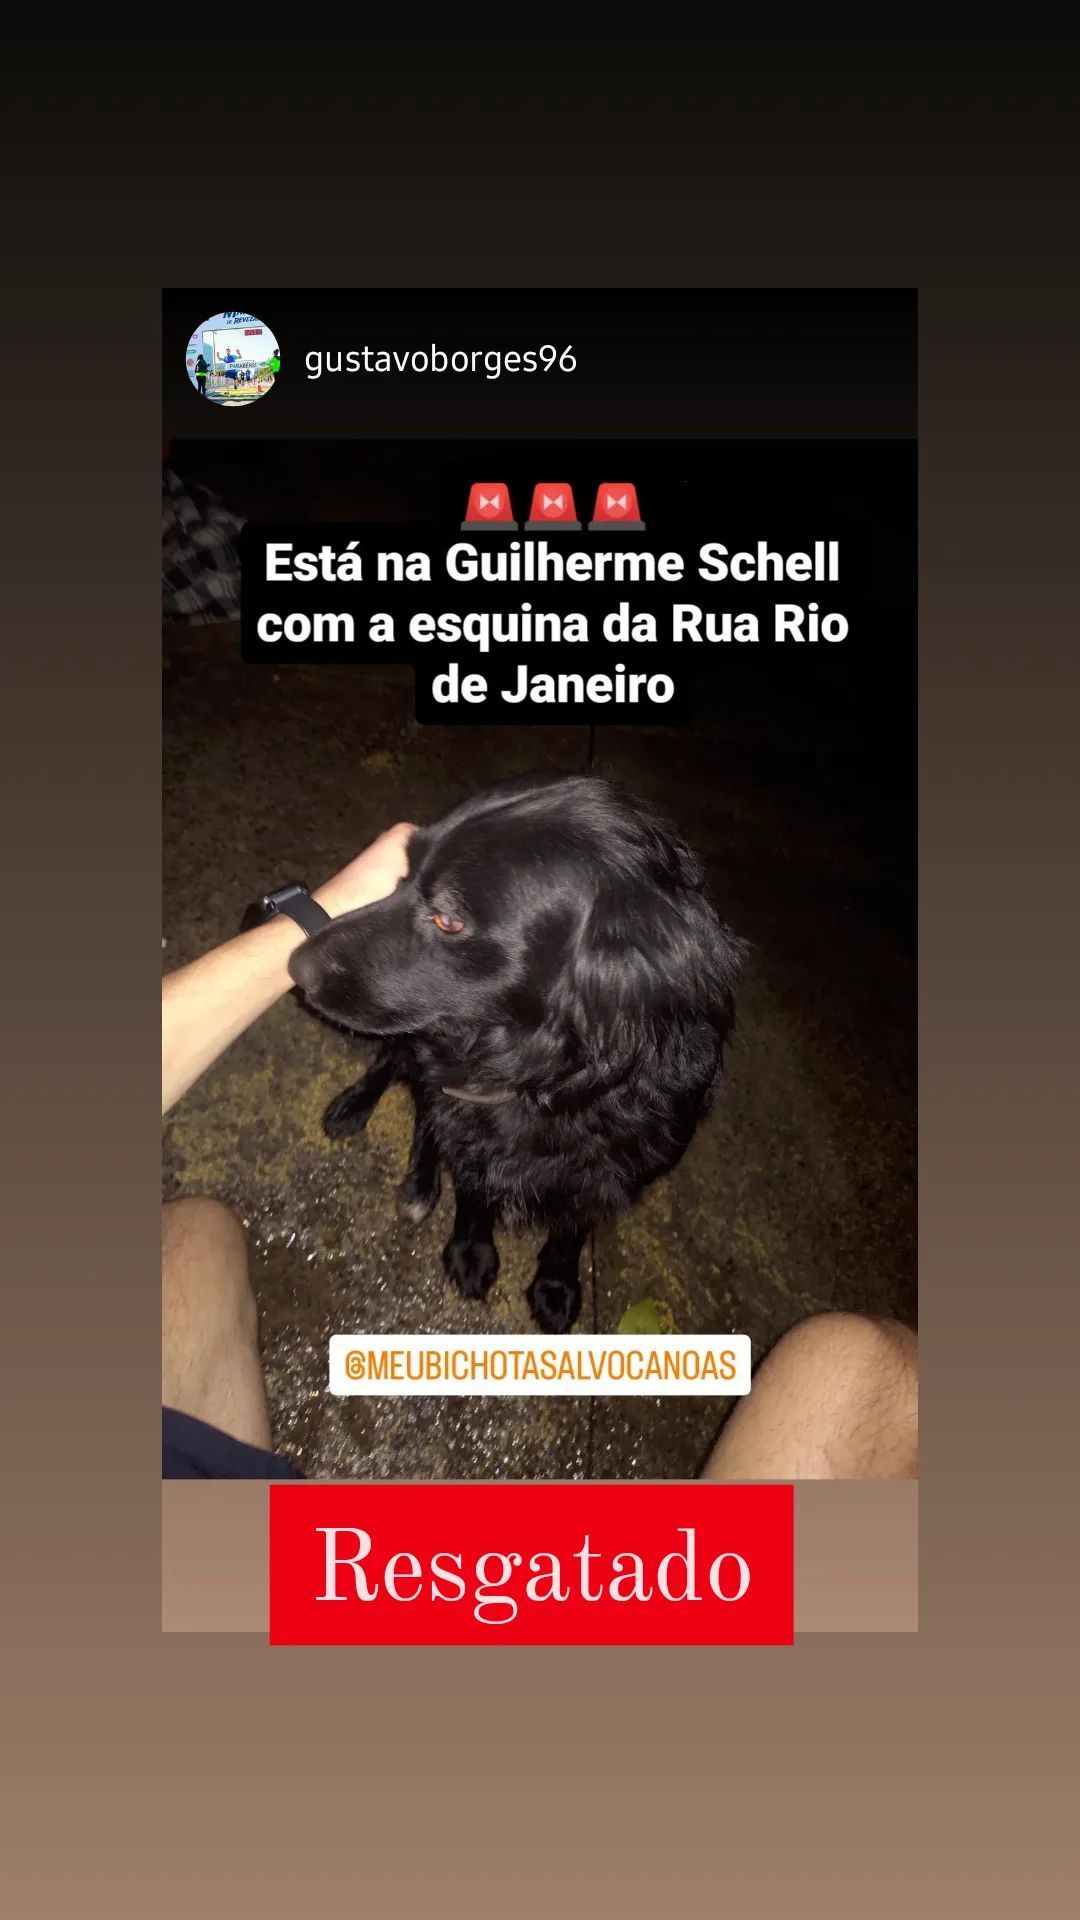 gustavoborges96
🚨🚨🚨
Está na Guilherme Schell
com a esquina da Rua Rio
de Janeiro
@MEUBICHOTASALVOCANOAS
Resgatado